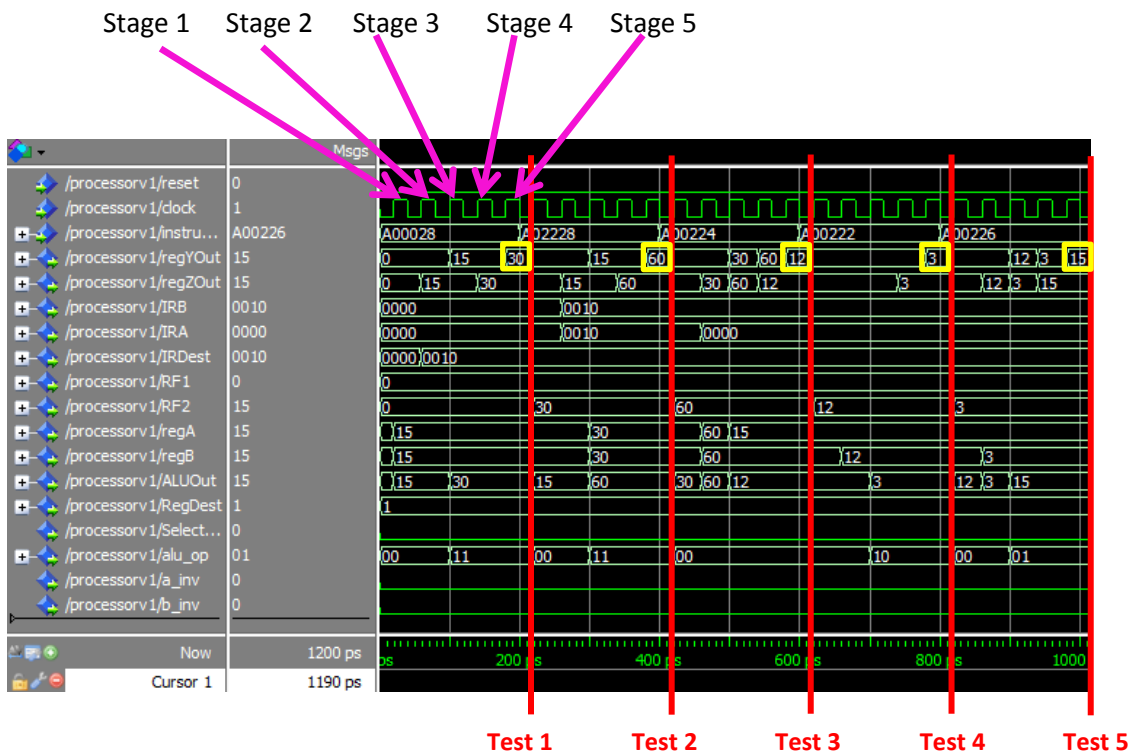 Stage 1 Stage 2 Stage 3 Stage 4 Stage 5
Msgs
/processorv1/reset 0
/processorv1/clock 1
/processorv1/instru... A00226 A00028 A02228 A00224 A00222 A00226
/processorv1/regYOut 15 0 15 30 15 60 30 60 12 3 12 3 15
/processorv1/regZOut 15 0 15 30 15 60 30 60 12 3 12 3 15
/processorv1/IRB 0010 0000 0010
/processorv1/IRA 0000 0000 0010 0000
/processorv1/IRDest 0010 0000 0010
/processorv1/RF1 0 0
/processorv1/RF2 15 0 30 60 12 3
/processorv1/regA 15 15 30 60 15
/processorv1/regB 15 15 30 60 12 3
/processorv1/ALUOut 15 15 30 15 60 30 60 12 3 12 3 15
/processorv1/RegDest 1 1
/processorv1/Select... 0
/processorv1/alu_op 01 00 11 00 11 00 10 00 01
/processorv1/a_inv 0
/processorv1/b_inv 0
Now 1200 ps ps 200 ps 400 ps 600 ps 800 ps 1000
Cursor 1 1190 ps
Test 1 Test 2 Test 3 Test 4 Test 5